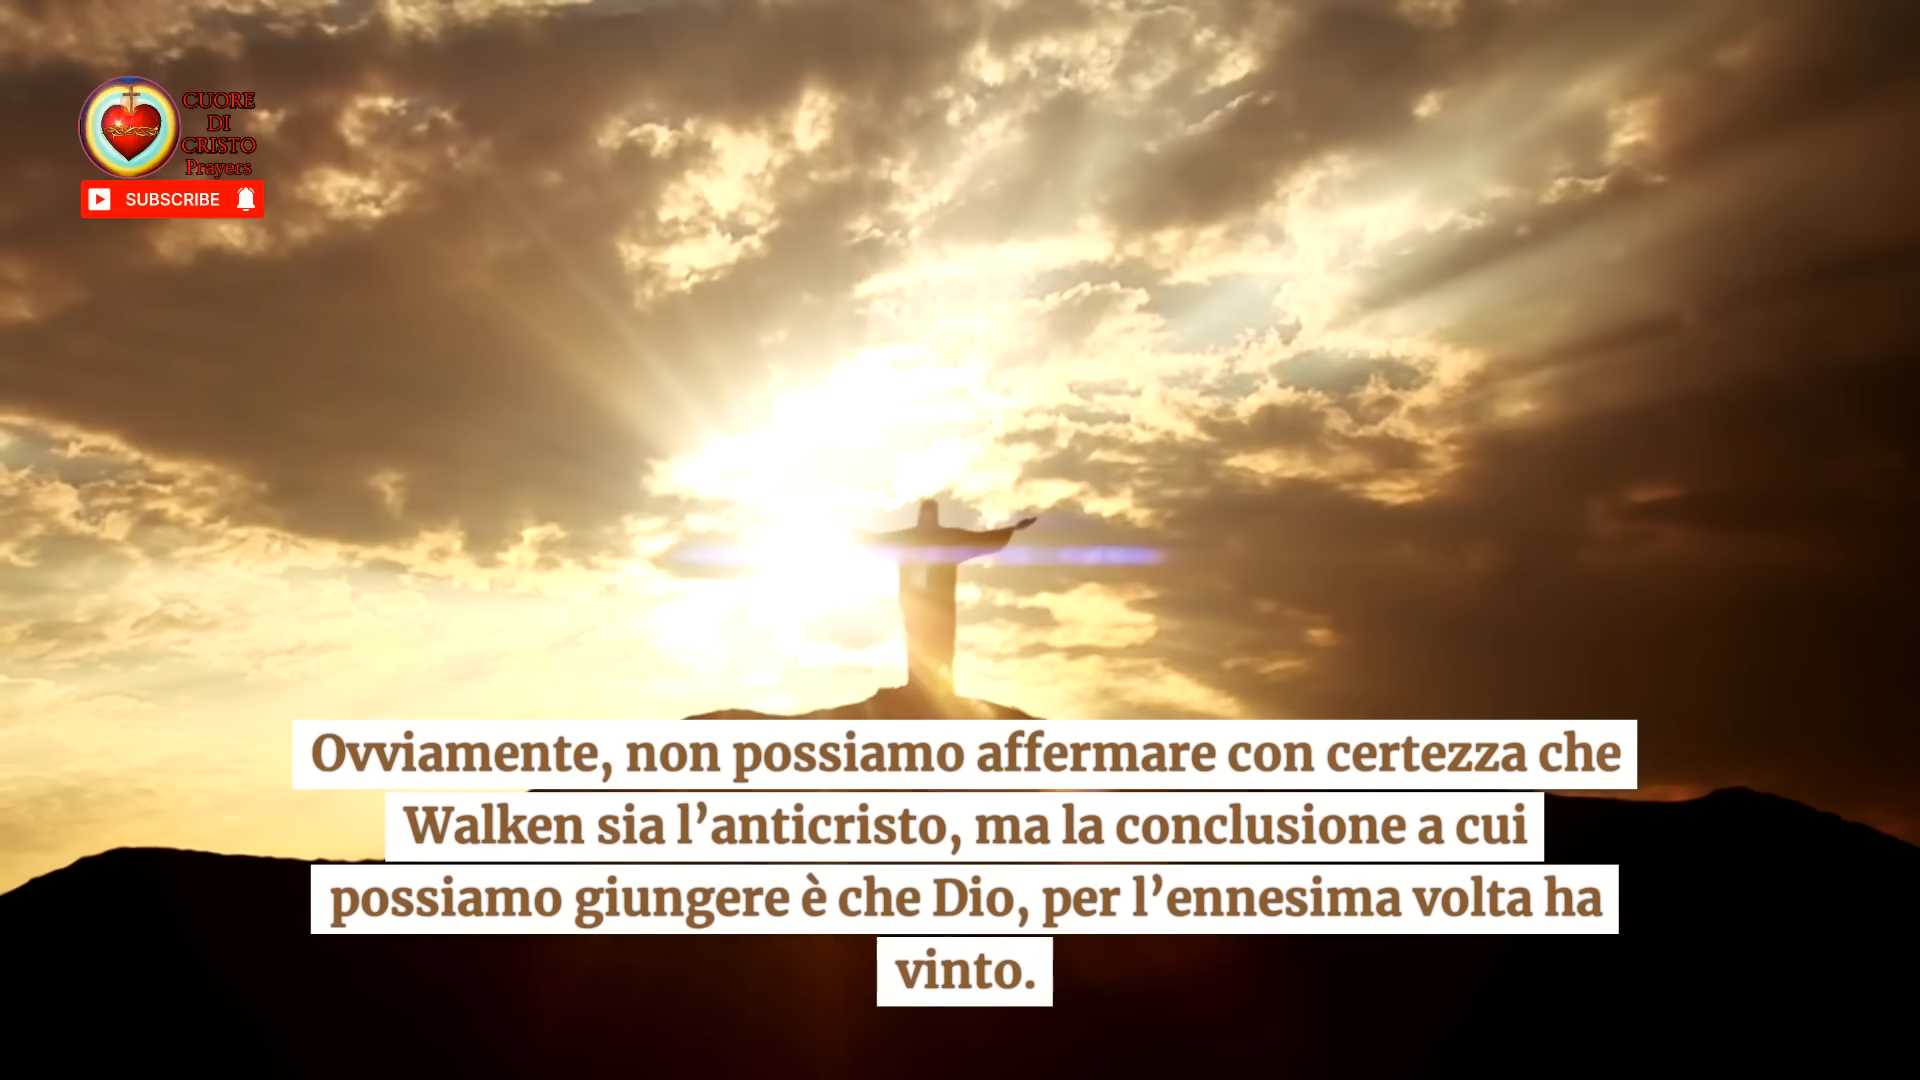 CUORE
DI
CRISTO
Prayers
SUBSCRIBE
Ovviamente, non possiamo affermare con certezza che
Walken sia l’anticristo, ma la conclusione a cui
possiamo giungere è che Dio, per l’ennesima volta ha
vinto.